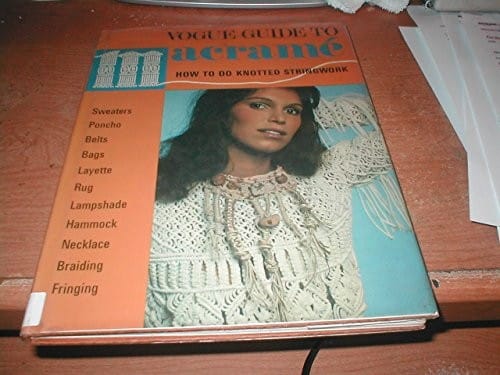 VOGUE GUIDE TO
macramé
HOW TO DO KNOTTED STRINGWORK
Sweaters
Poncho
Belts
Bags
Layette
Rug
Lampshade
Hammock
Necklace
Braiding
Fringing